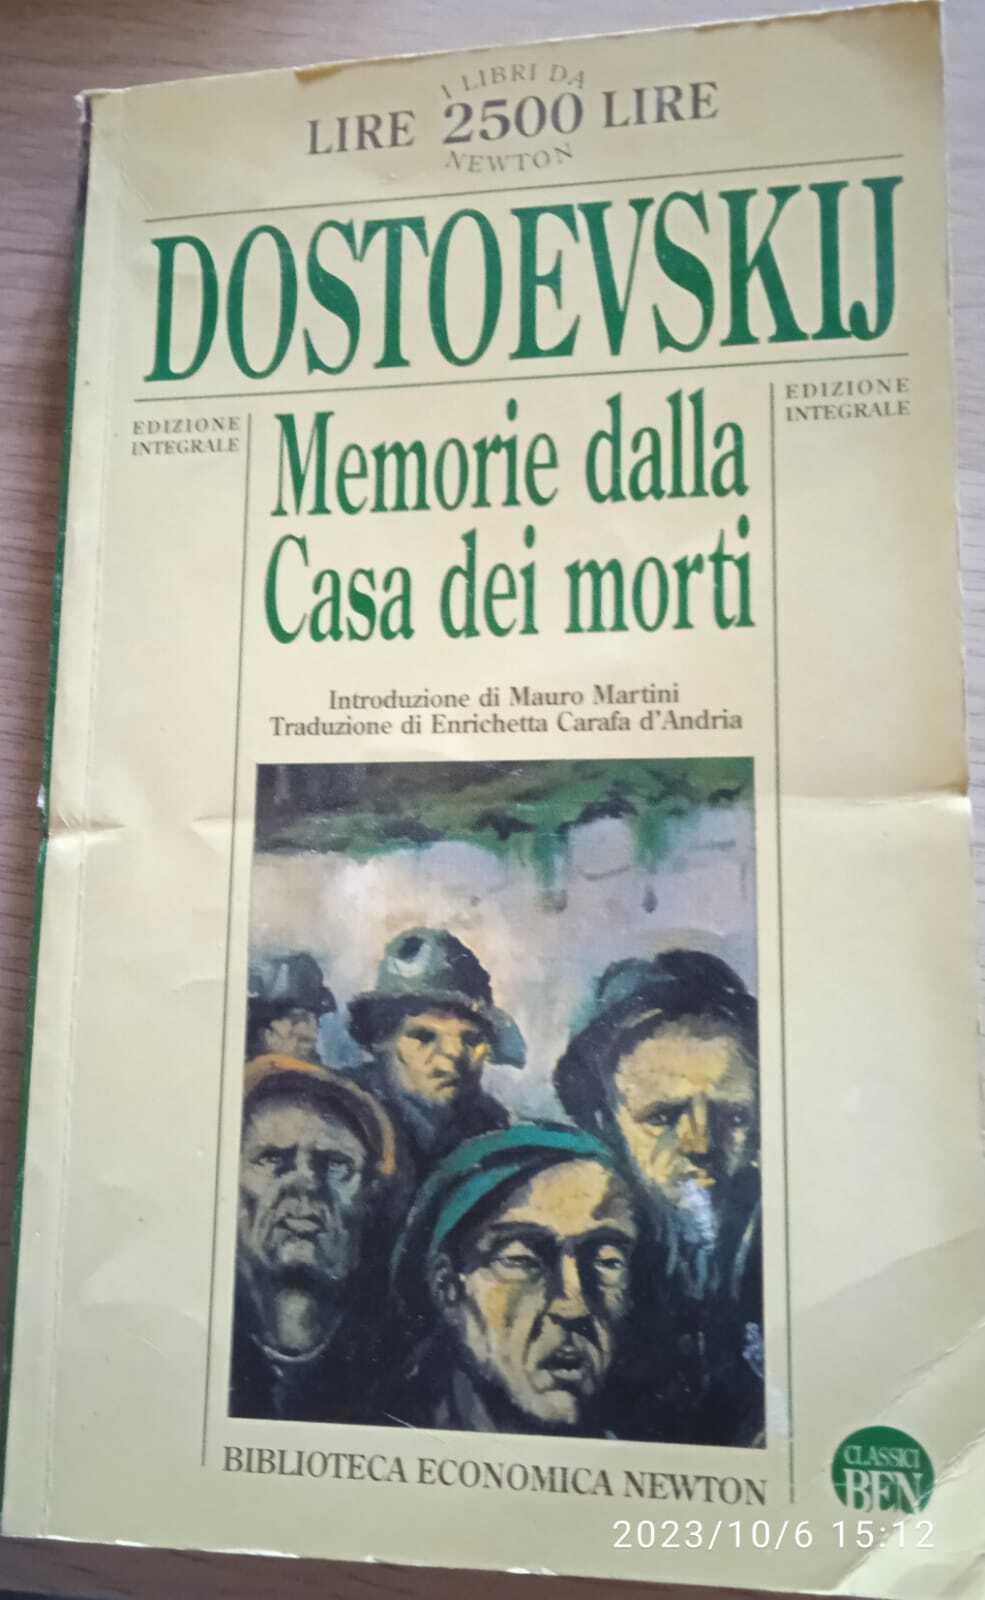 I LIBRI DA
LIRE 2500 LIRE
NEWTON
DOSTOEVSKIJ
EDIZIONE
INTEGRALE
EDIZIONE
INTEGRALE
Memorie dalla
Casa dei morti
Introduzione di Mauro Martini
Traduzione di Enrichetta Carafa d'Andria
BIBLIOTECA ECONOMICA NEWTON
CLASSICI
BEN
2023/10/6 15:12